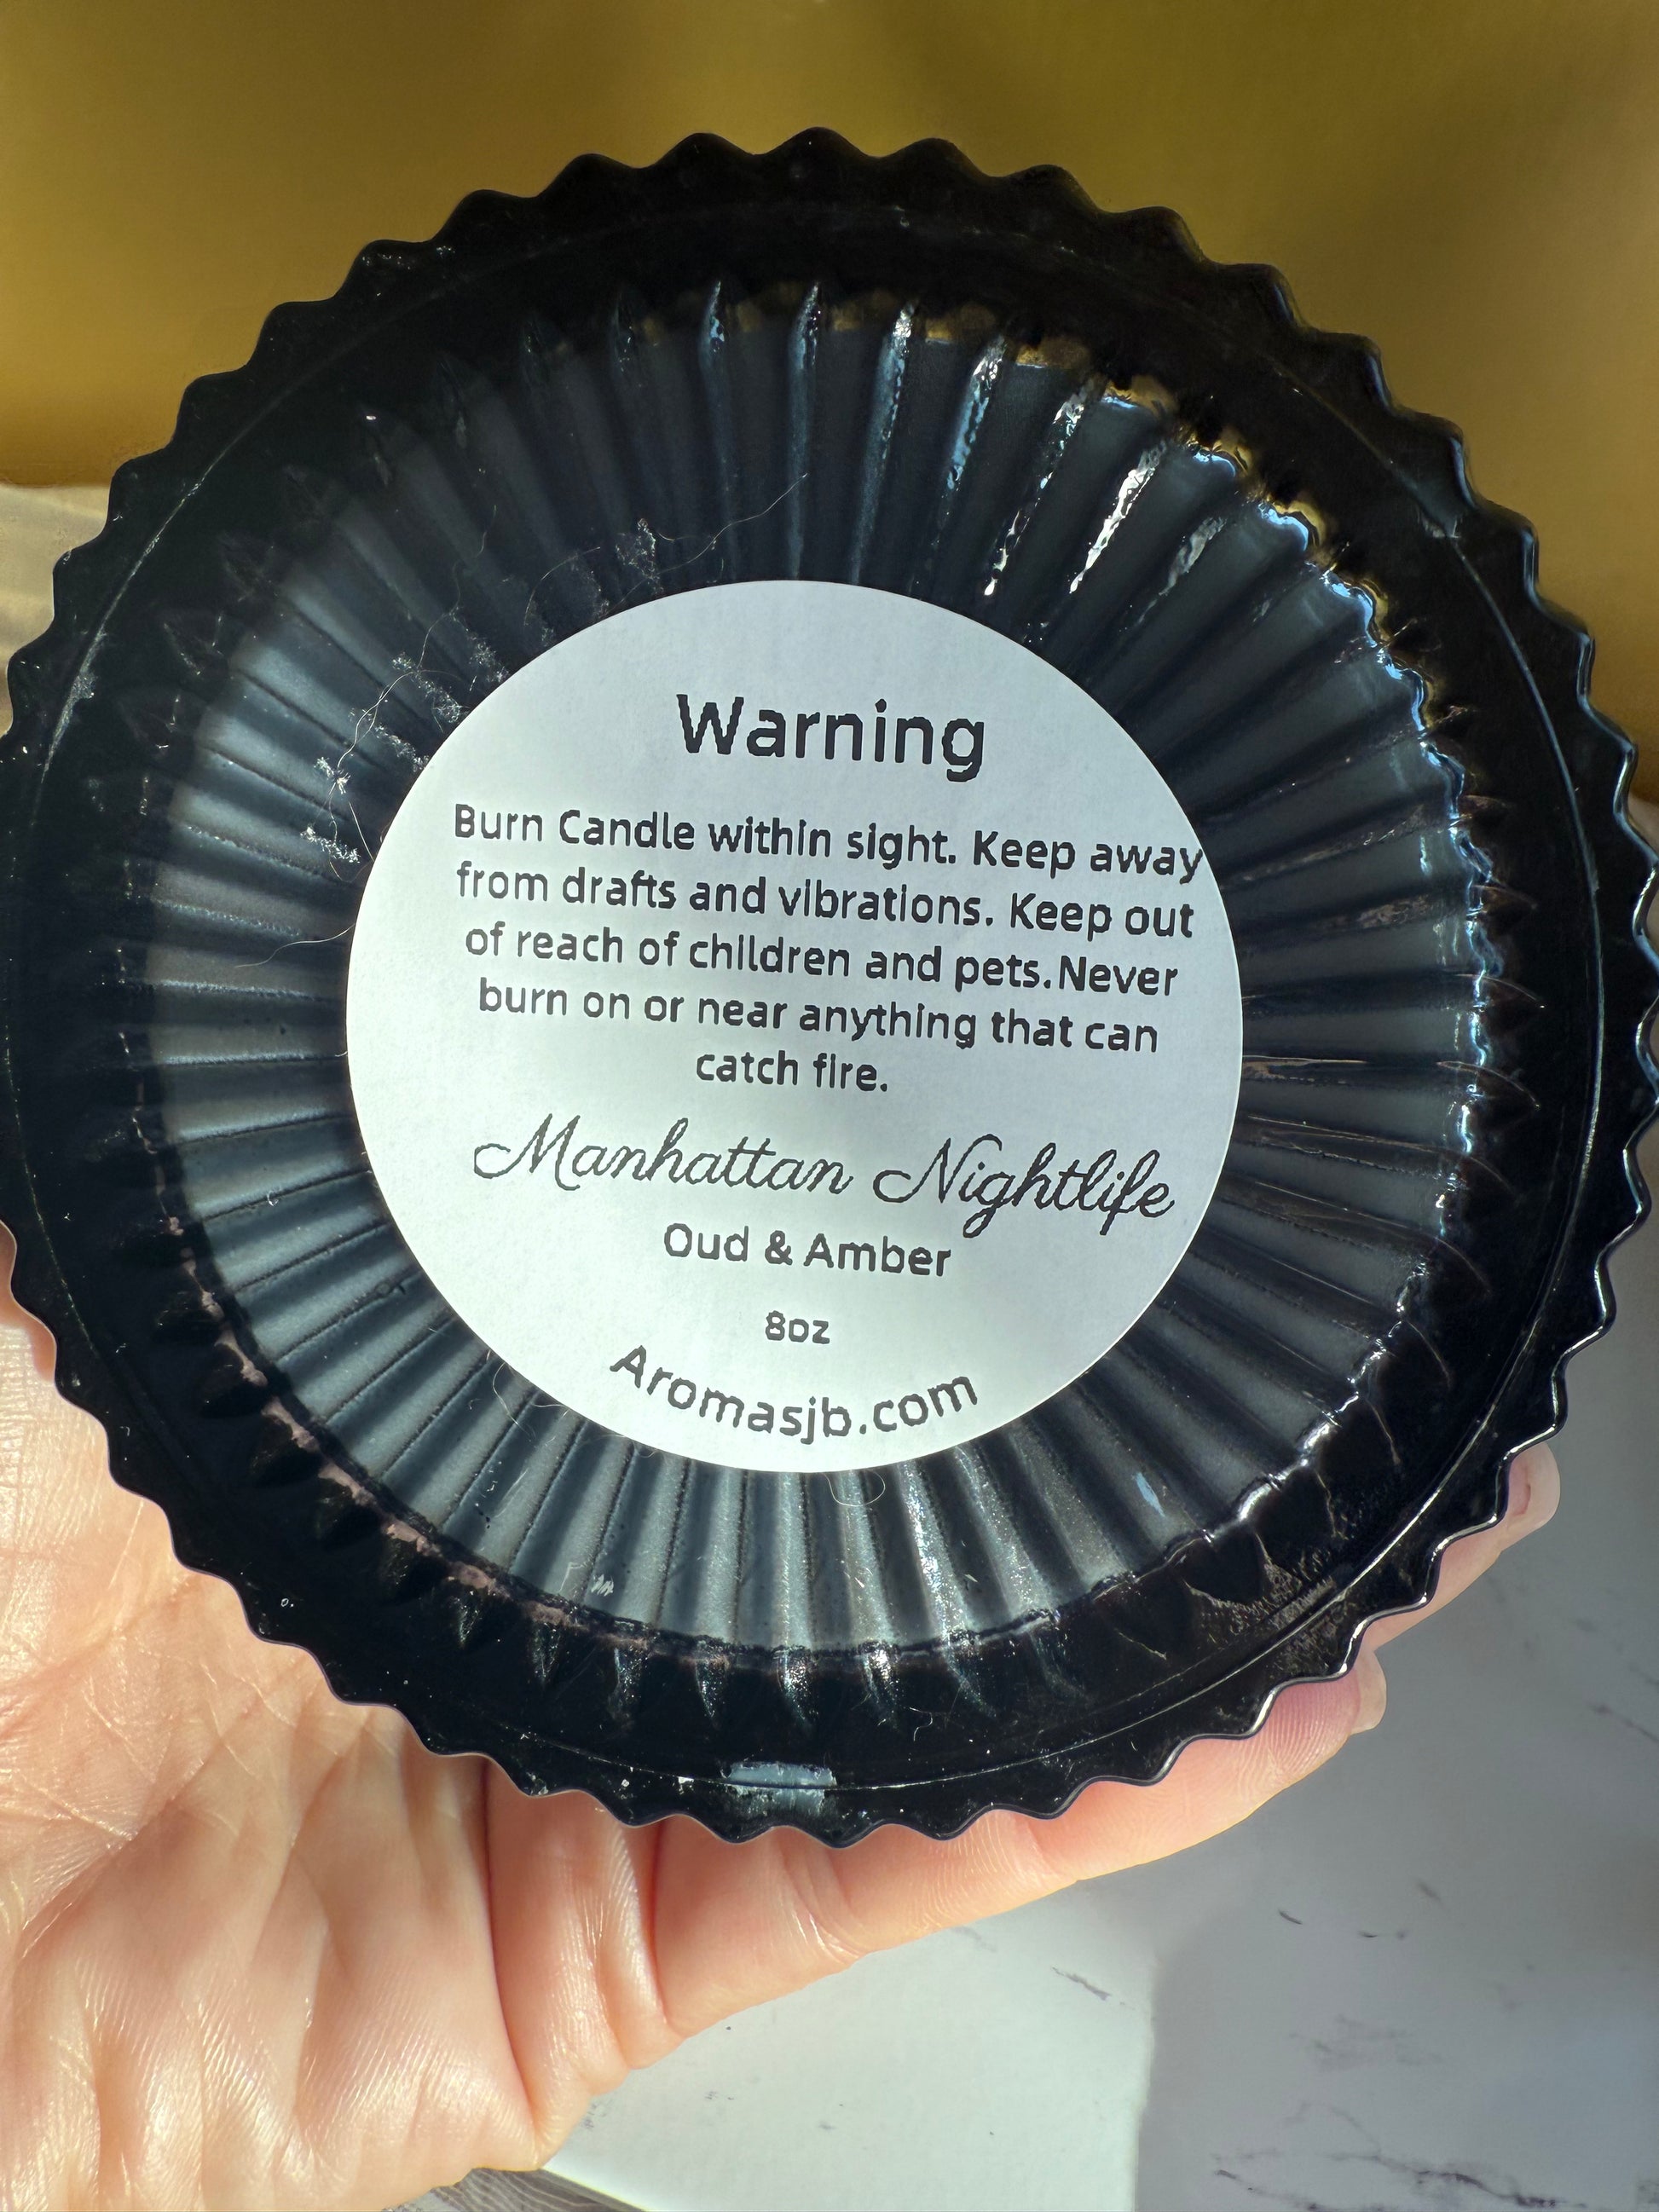 Warning
Burn Candle within sight. Keep away
from drafts and vibrations. Keep out
of reach of children and pets.Never
burn on or near anything that can
catch fire.
Manhattan Nightlife
Oud & Amber
8oz
Aromasjb.com